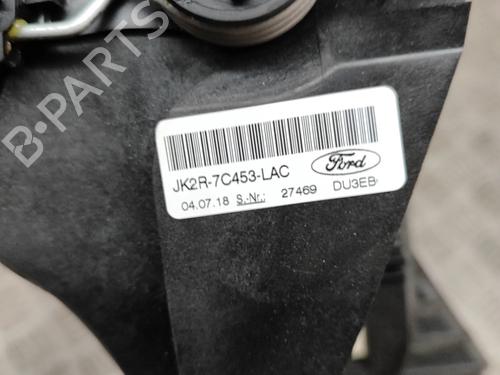 B-PARTS
JK2R-7C453-LAC
Ford
04.07.18 S.-Nr.: 27469 DU3EB